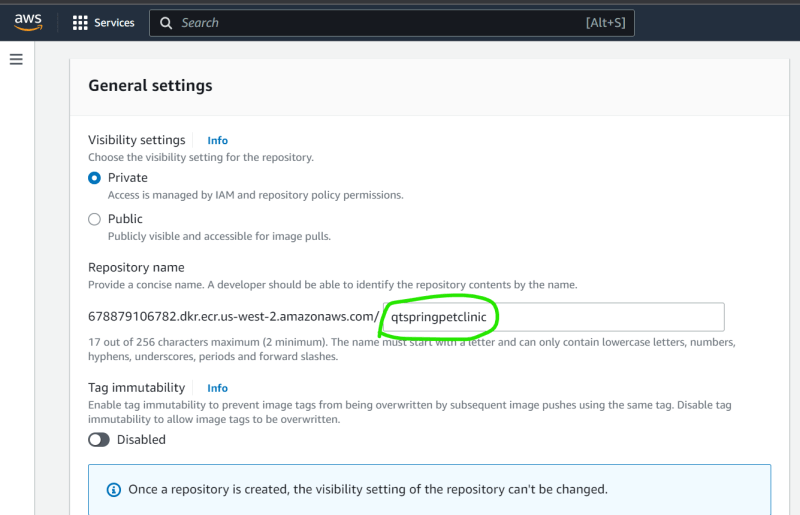 aws
Services
Search
[Alt+S]
General settings
Visibility settings
Info
Choose the visibility setting for the repository.
Private
Access is managed by IAM and repository policy permissions.
Public
Publicly visible and accessible for image pulls.
Repository name
Provide a concise name. A developer should be able to identify the repository contents by the name.
678879106782.dkr.ecr.us-west-2.amazonaws.com/
qtspringpetclinic
17 out of 256 characters maximum (2 minimum). The name must start with a letter and can only contain lowercase letters, numbers,
hyphens, underscores, periods and forward slashes.
Tag immutability
Info
Enable tag immutability to prevent image tags from being overwritten by subsequent image pushes using the same tag. Disable tag
immutability to allow image tags to be overwritten.
Disabled
Once a repository is created, the visibility setting of the repository can't be changed.